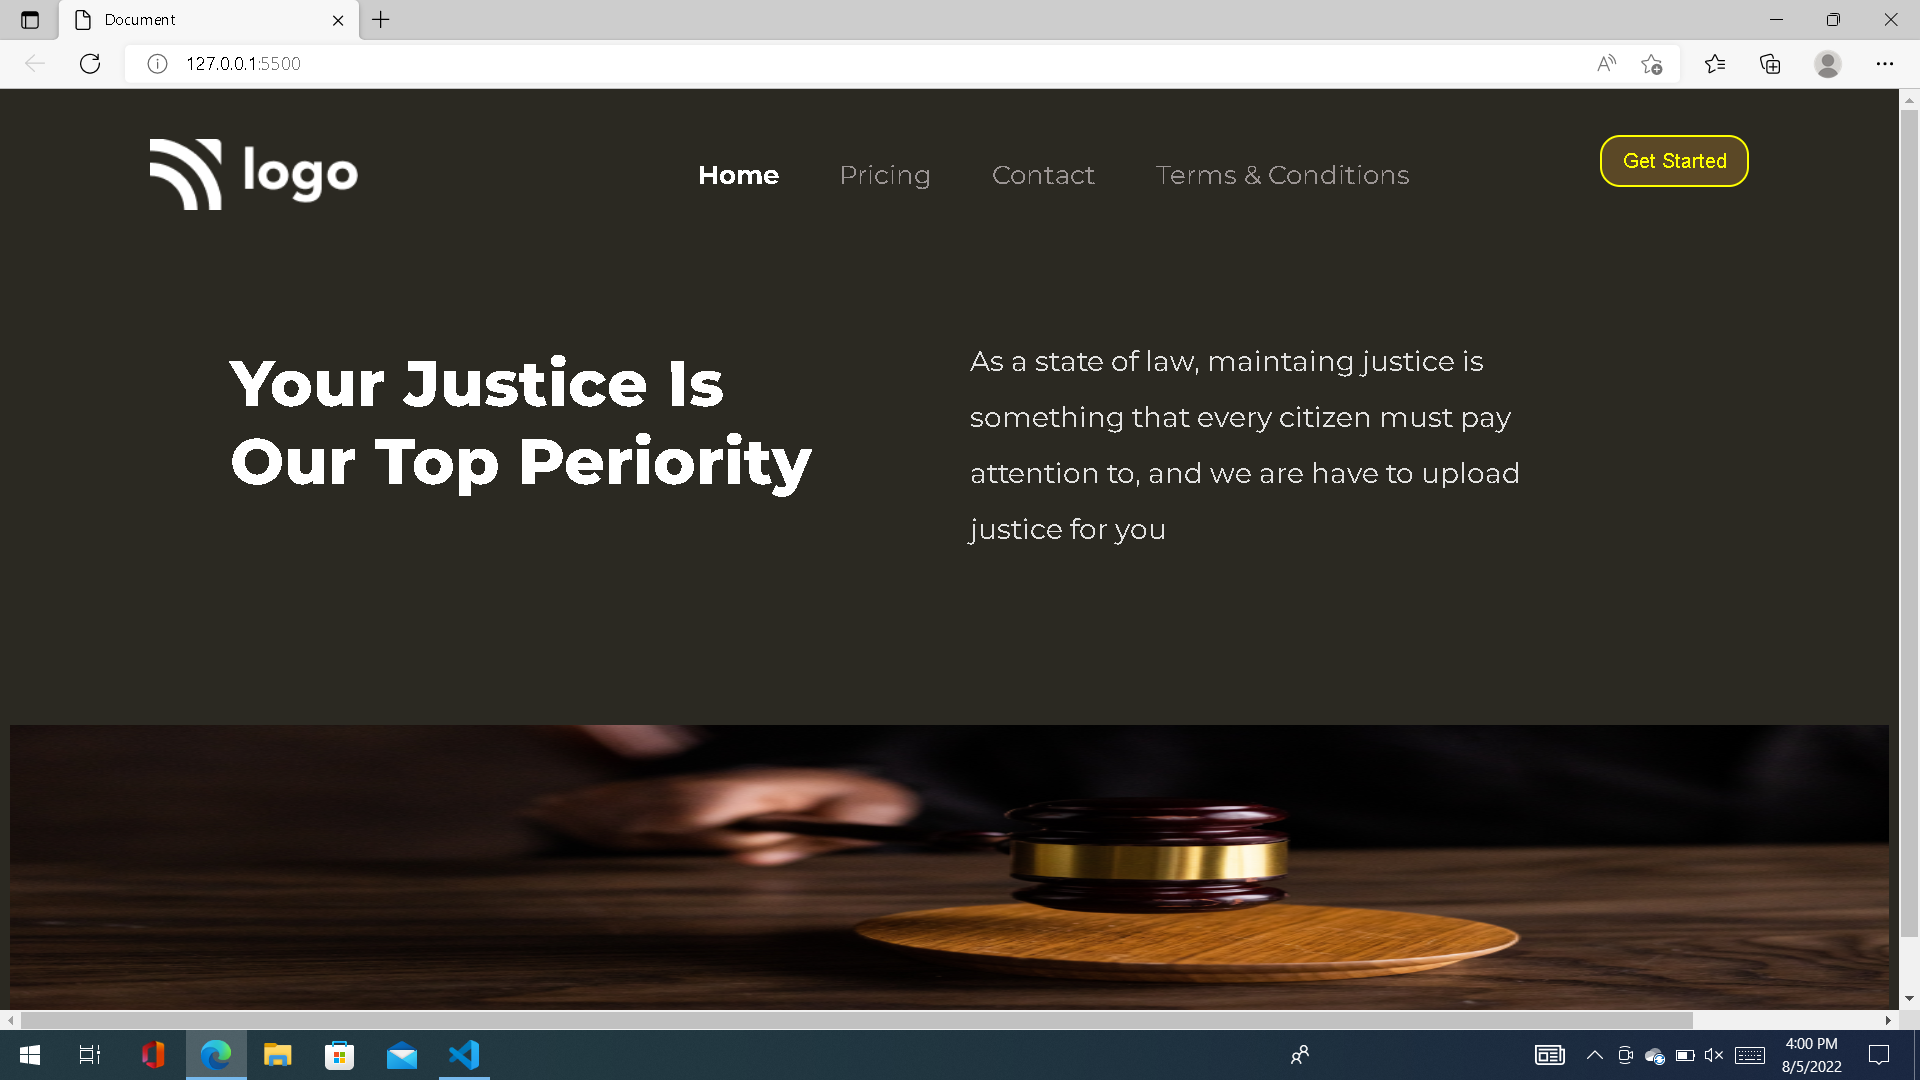 Document
127.0.0.1:5500
logo
Home Pricing Contact Terms & Conditions
Get Started
Your Justice Is
Our Top Periority
As a state of law, maintaing justice is
something that every citizen must pay
attention to, and we are have to upload
justice for you
4:00 PM
8/5/2022